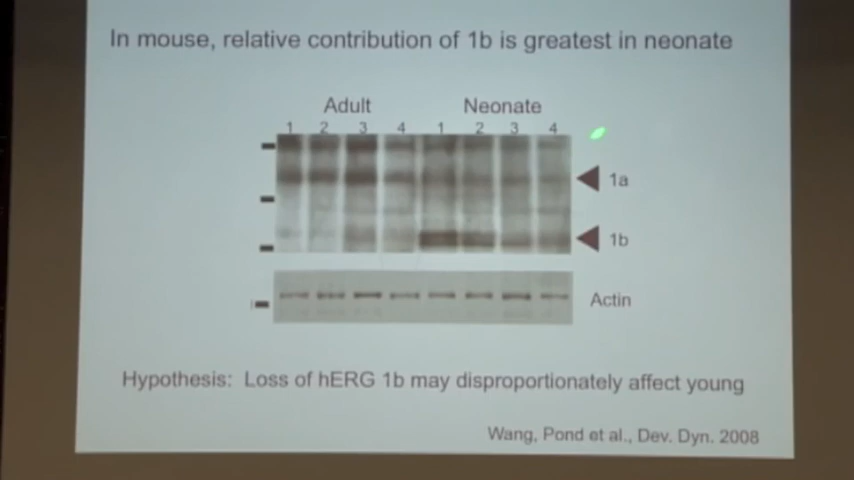 In mouse, relative contribution of 1b is greatest in neonate
Adult Neonate
1 2 3 4 1 2 3 4
1a
1b
Actin
Hypothesis: Loss of hERG 1b may disproportionately affect young
Wang, Pond et al., Dev. Dyn. 2008